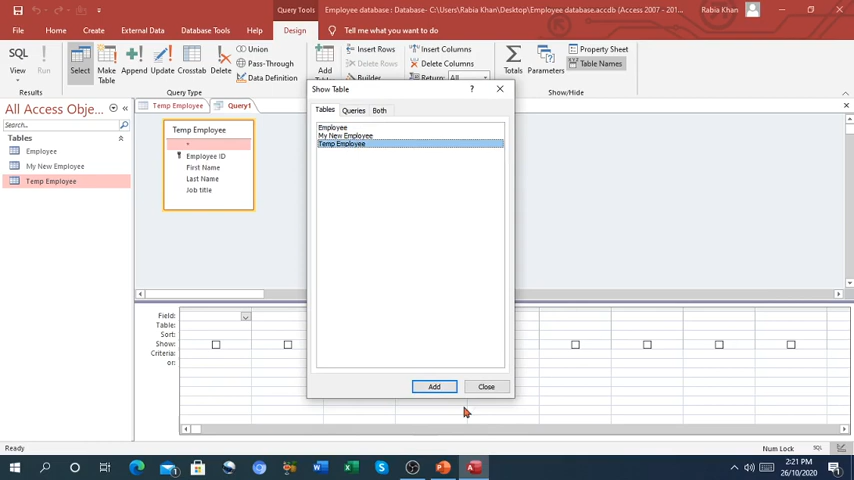 Query Tools
Employee database : Database- C:\Users\Rabia Khan\Desktop\Employee database.accdb (Access 2007 - 201...
Rabia Khan
File
Home
Create
External Data
Database Tools
Help
Design
Tell me what you want to do
SQL
View
Run
Results
Select
Make
Table
Append
Update
Crosstab
Delete
Union
Pass-Through
Data Definition
Query Type
Add
Table
Insert Rows
Delete Rows
Builder
Insert Columns
Delete Columns
Return:
All
Totals
Parameters
Property Sheet
Table Names
Show/Hide
All Access Obje...
Search...
Tables
Employee
My New Employee
Temp Employee
Temp Employee
Query1
Temp Employee
*
Employee ID
First Name
Last Name
Job title
Show Table
?
Tables
Queries
Both
Employee
My New Employee
Temp Employee
Add
Close
Field:
Table:
Sort:
Show:
Criteria:
or:
Ready
Num Lock
SQL
2:21 PM
26/10/2020